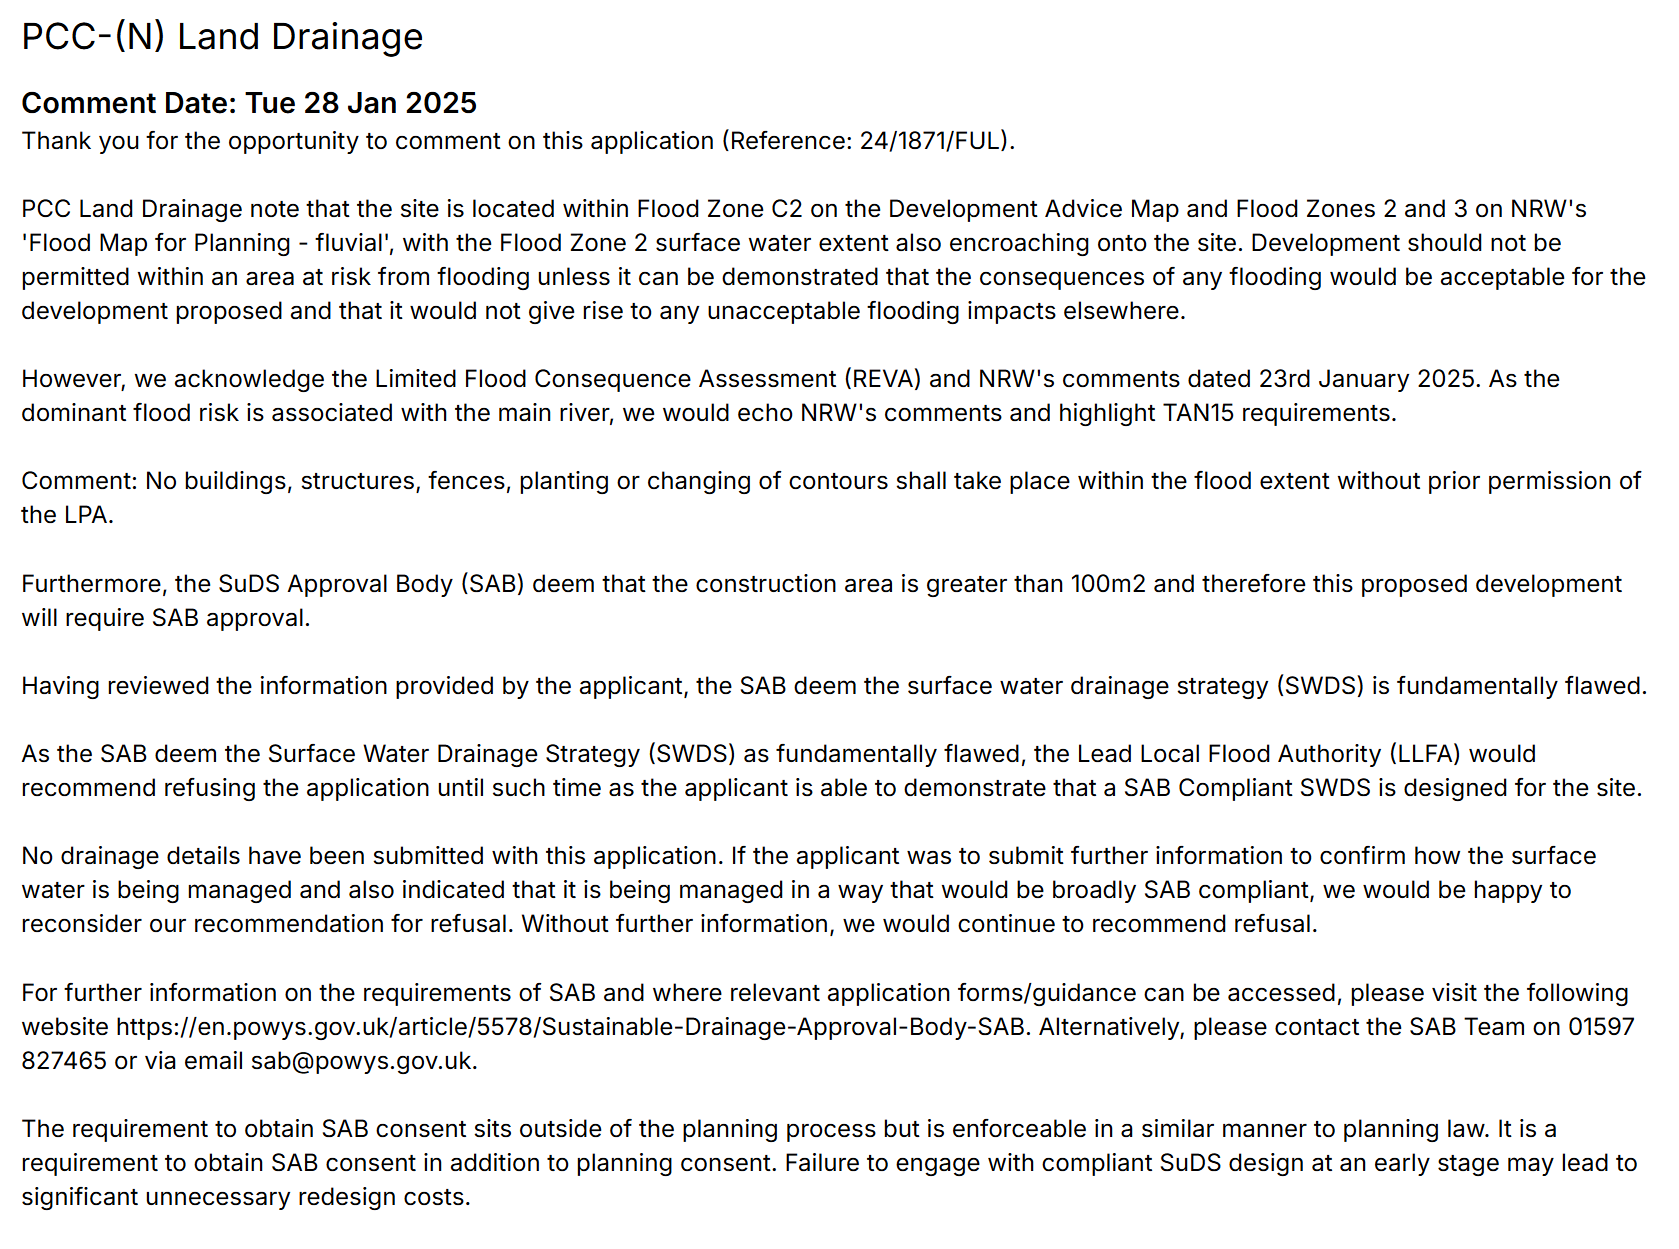 PCC-(N) Land Drainage
Comment Date: Tue 28 Jan 2025
Thank you for the opportunity to comment on this application (Reference: 24/1871/FUL).
PCC Land Drainage note that the site is located within Flood Zone C2 on the Development Advice Map and Flood Zones 2 and 3 on NRW's
'Flood Map for Planning - fluvial', with the Flood Zone 2 surface water extent also encroaching onto the site. Development should not be
permitted within an area at risk from flooding unless it can be demonstrated that the consequences of any flooding would be acceptable for the
development proposed and that it would not give rise to any unacceptable flooding impacts elsewhere.
However, we acknowledge the Limited Flood Consequence Assessment (REVA) and NRW's comments dated 23rd January 2025. As the
dominant flood risk is associated with the main river, we would echo NRW's comments and highlight TAN15 requirements.
Comment: No buildings, structures, fences, planting or changing of contours shall take place within the flood extent without prior permission of
the LPA.
Furthermore, the SuDS Approval Body (SAB) deem that the construction area is greater than 100m2 and therefore this proposed development
will require SAB approval.
Having reviewed the information provided by the applicant, the SAB deem the surface water drainage strategy (SWDS) is fundamentally flawed.
As the SAB deem the Surface Water Drainage Strategy (SWDS) as fundamentally flawed, the Lead Local Flood Authority (LLFA) would
recommend refusing the application until such time as the applicant is able to demonstrate that a SAB Compliant SWDS is designed for the site.
No drainage details have been submitted with this application. If the applicant was to submit further information to confirm how the surface
water is being managed and also indicated that it is being managed in a way that would be broadly SAB compliant, we would be happy to
reconsider our recommendation for refusal. Without further information, we would continue to recommend refusal.
For further information on the requirements of SAB and where relevant application forms/guidance can be accessed, please visit the following
website https://en.powys.gov.uk/article/5578/Sustainable-Drainage-Approval-Body-SAB. Alternatively, please contact the SAB Team on 01597
827465 or via email sab@powys.gov.uk.
The requirement to obtain SAB consent sits outside of the planning process but is enforceable in a similar manner to planning law. It is a
requirement to obtain SAB consent in addition to planning consent. Failure to engage with compliant SuDS design at an early stage may lead to
significant unnecessary redesign costs.